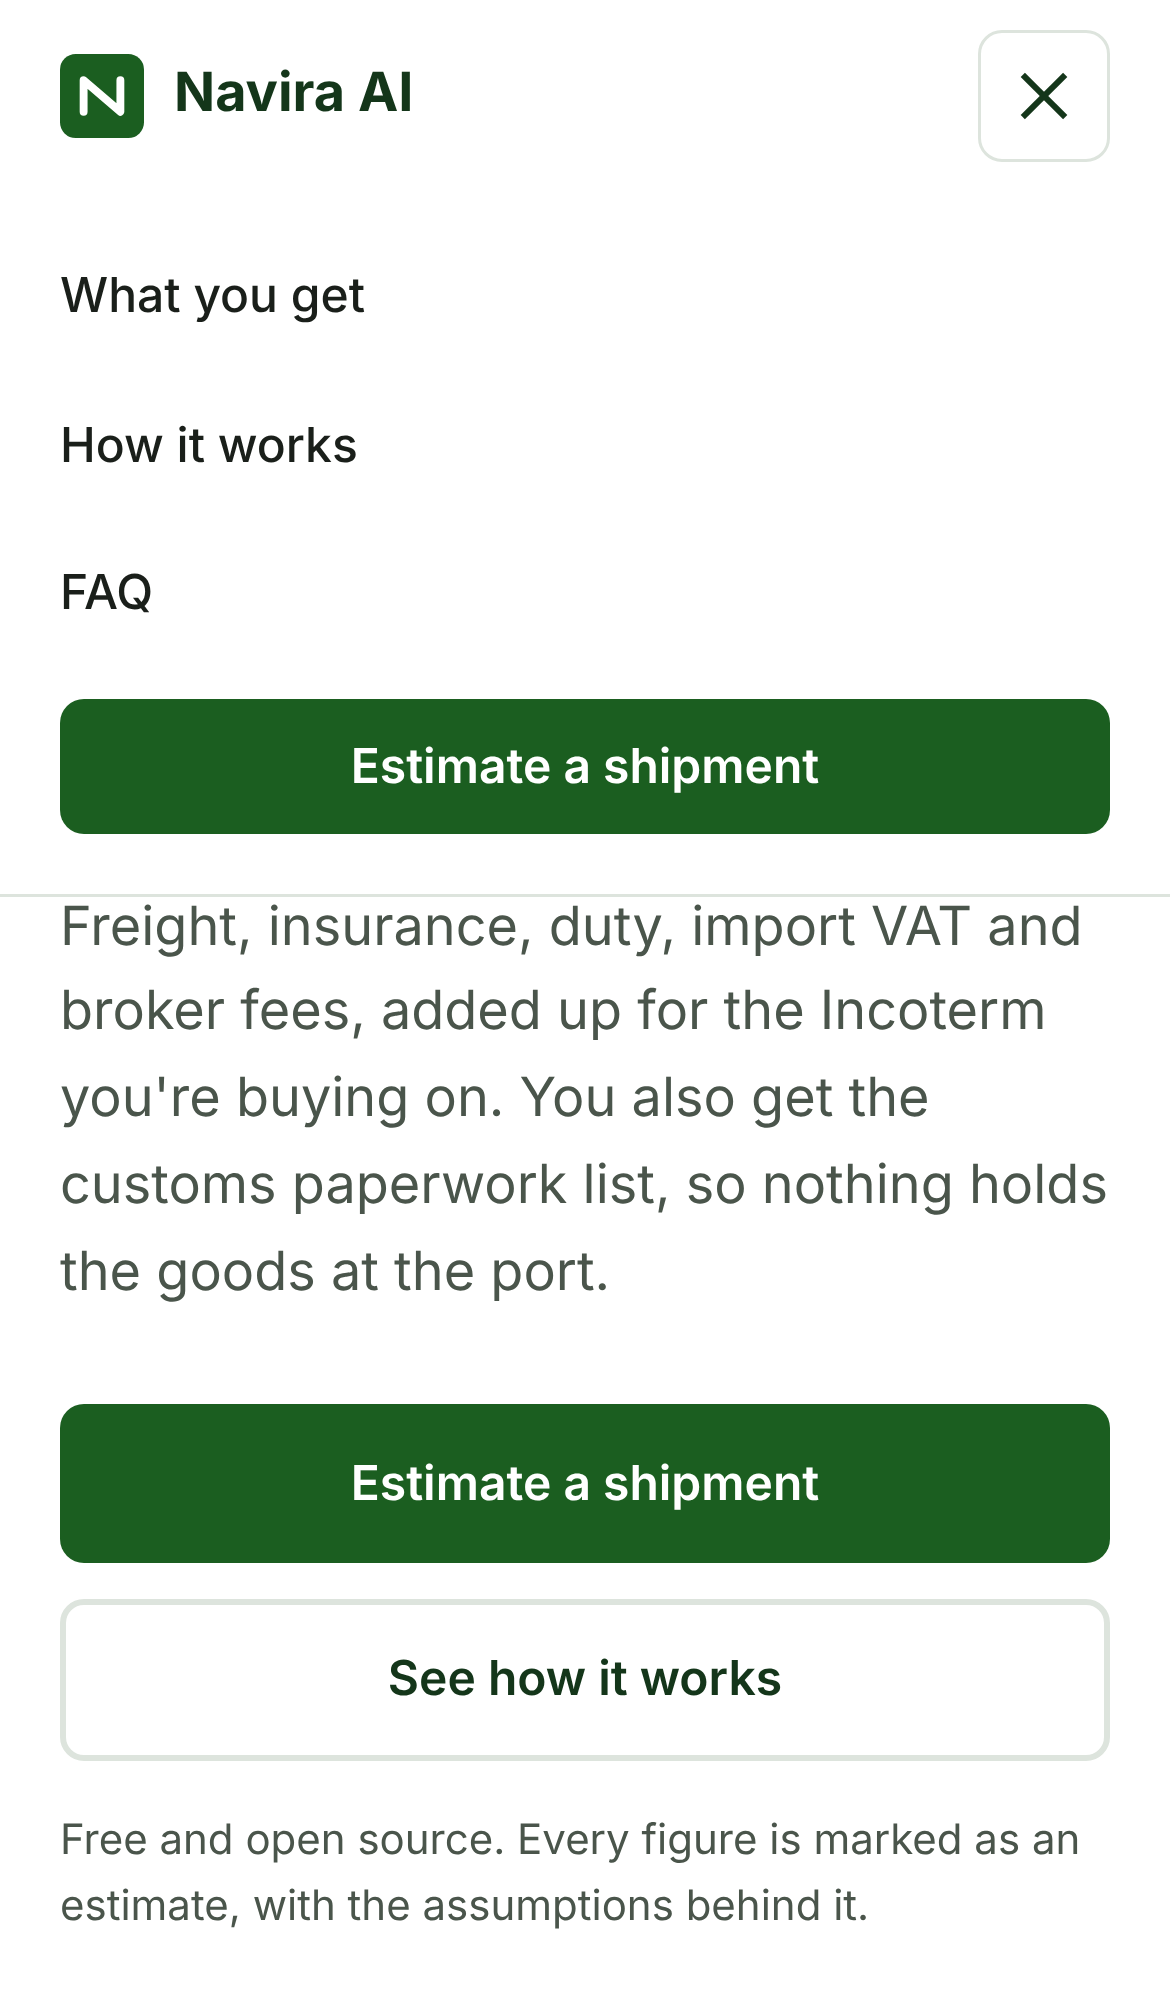 Navira AI
What you get
How it works
FAQ
Estimate a shipment
Freight, insurance, duty, import VAT and
broker fees, added up for the Incoterm
you're buying on. You also get the
customs paperwork list, so nothing holds
the goods at the port.
Estimate a shipment
See how it works
Free and open source. Every figure is marked as an
estimate, with the assumptions behind it.